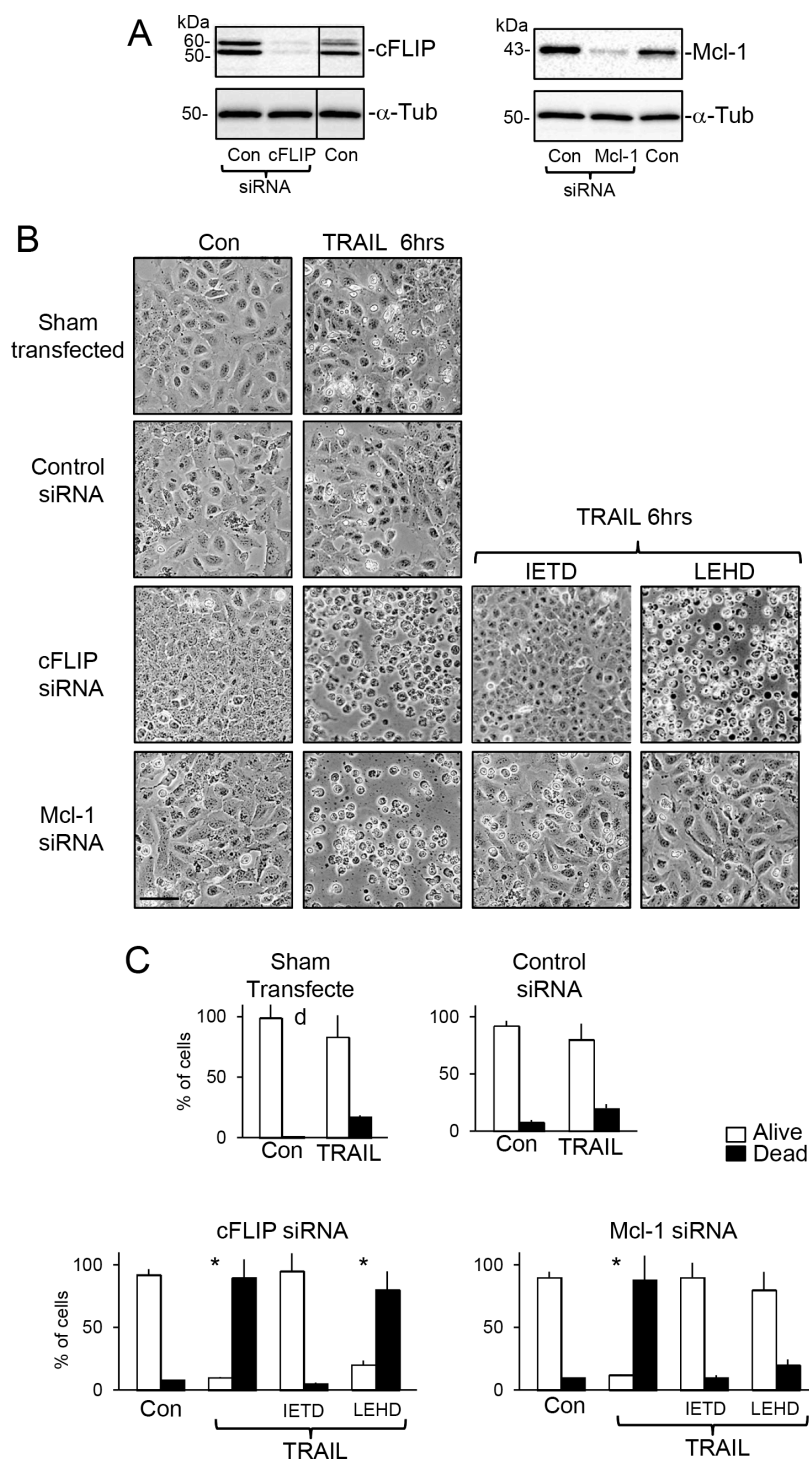 A
kDa
60-
50-
-cFLIP
50-
-α-Tub
Con cFLIP Con
siRNA
kDa
43-
-Mcl-1
50-
-α-Tub
Con Mcl-1 Con
siRNA
B
Con TRAIL 6hrs
Sham
transfected
Control
siRNA
TRAIL 6hrs
IETD LEHD
cFLIP
siRNA
Mcl-1
siRNA
C
Sham
Transfecte
d
% of cells
100
50
0
Con TRAIL
Control
siRNA
100
50
0
Con TRAIL
Alive
Dead
cFLIP siRNA
% of cells
100
50
0
* *
Con IETD LEHD
TRAIL
Mcl-1 siRNA
100
50
0
*
Con IETD LEHD
TRAIL